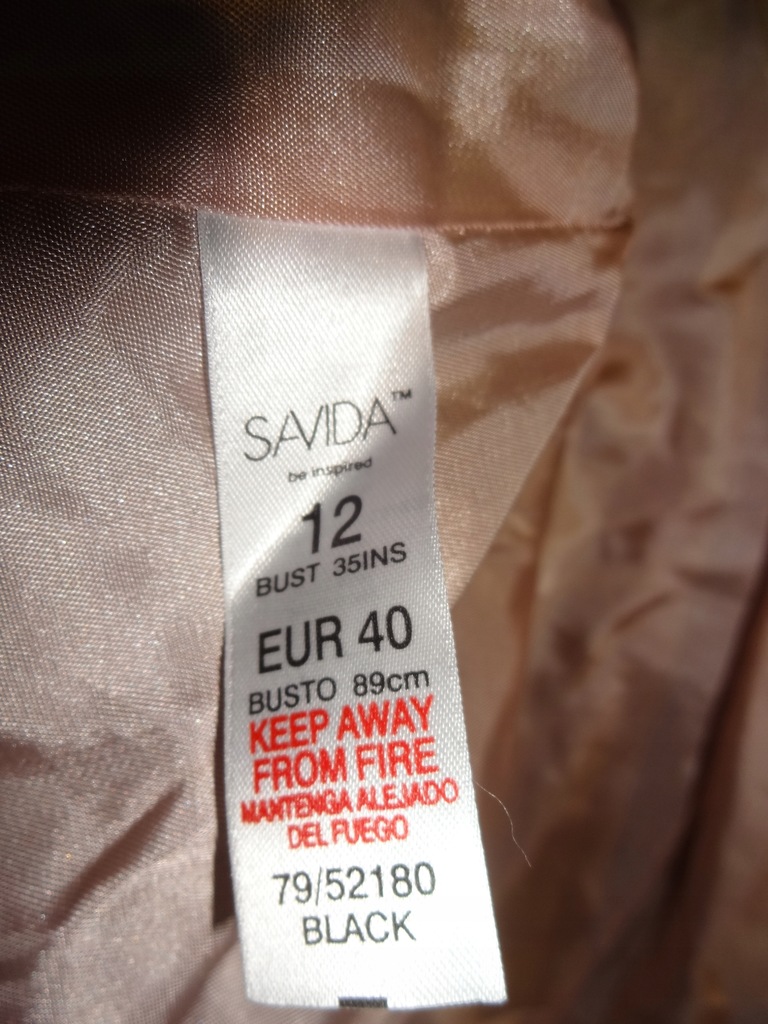 SAVIDA™
be inspired
12
BUST 35INS
EUR 40
BUSTO 89cm
KEEP AWAY
FROM FIRE
MANTENGA ALEJADO
DEL FUEGO
79/52180
BLACK